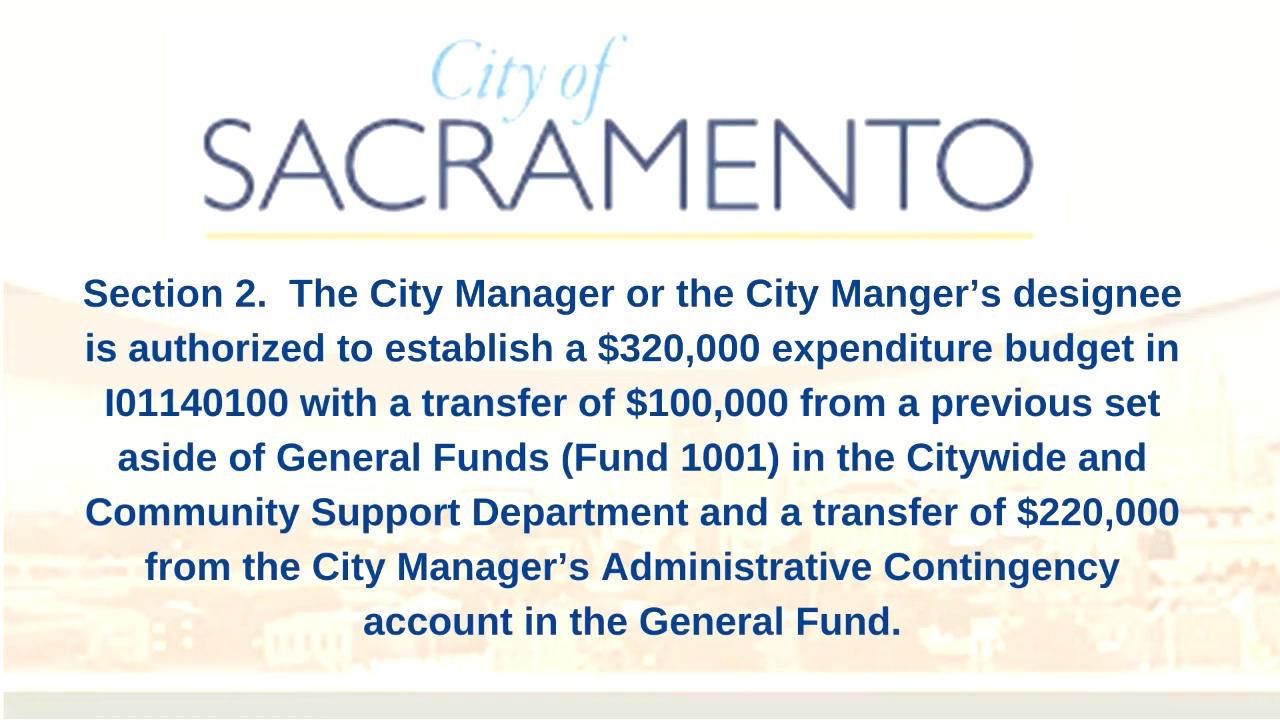 City of
SACRAMENTO
Section 2.  The City Manager or the City Manger’s designee
is authorized to establish a $320,000 expenditure budget in
I01140100 with a transfer of $100,000 from a previous set
aside of General Funds (Fund 1001) in the Citywide and
Community Support Department and a transfer of $220,000
from the City Manager’s Administrative Contingency
account in the General Fund.